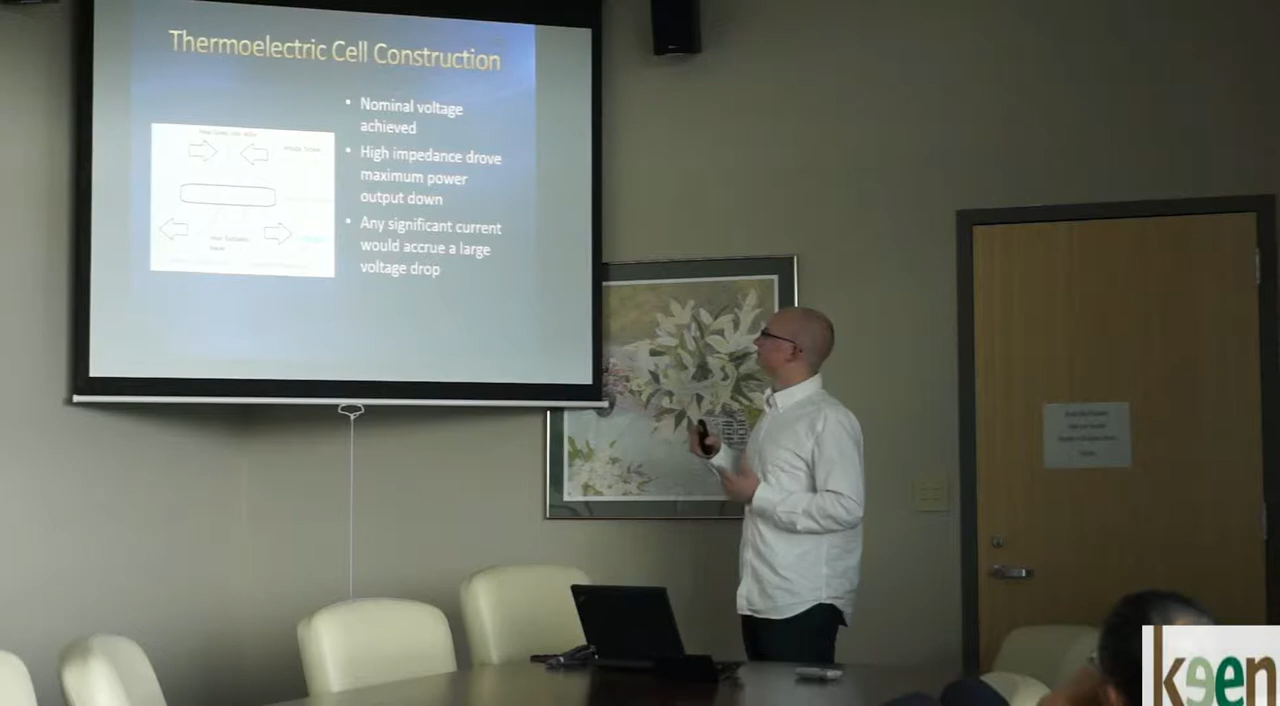 Thermoelectric Cell Construction
• Nominal voltage
achieved
• High impedance drove
maximum power
output down
• Any significant current
would accrue a large
voltage drop
keen